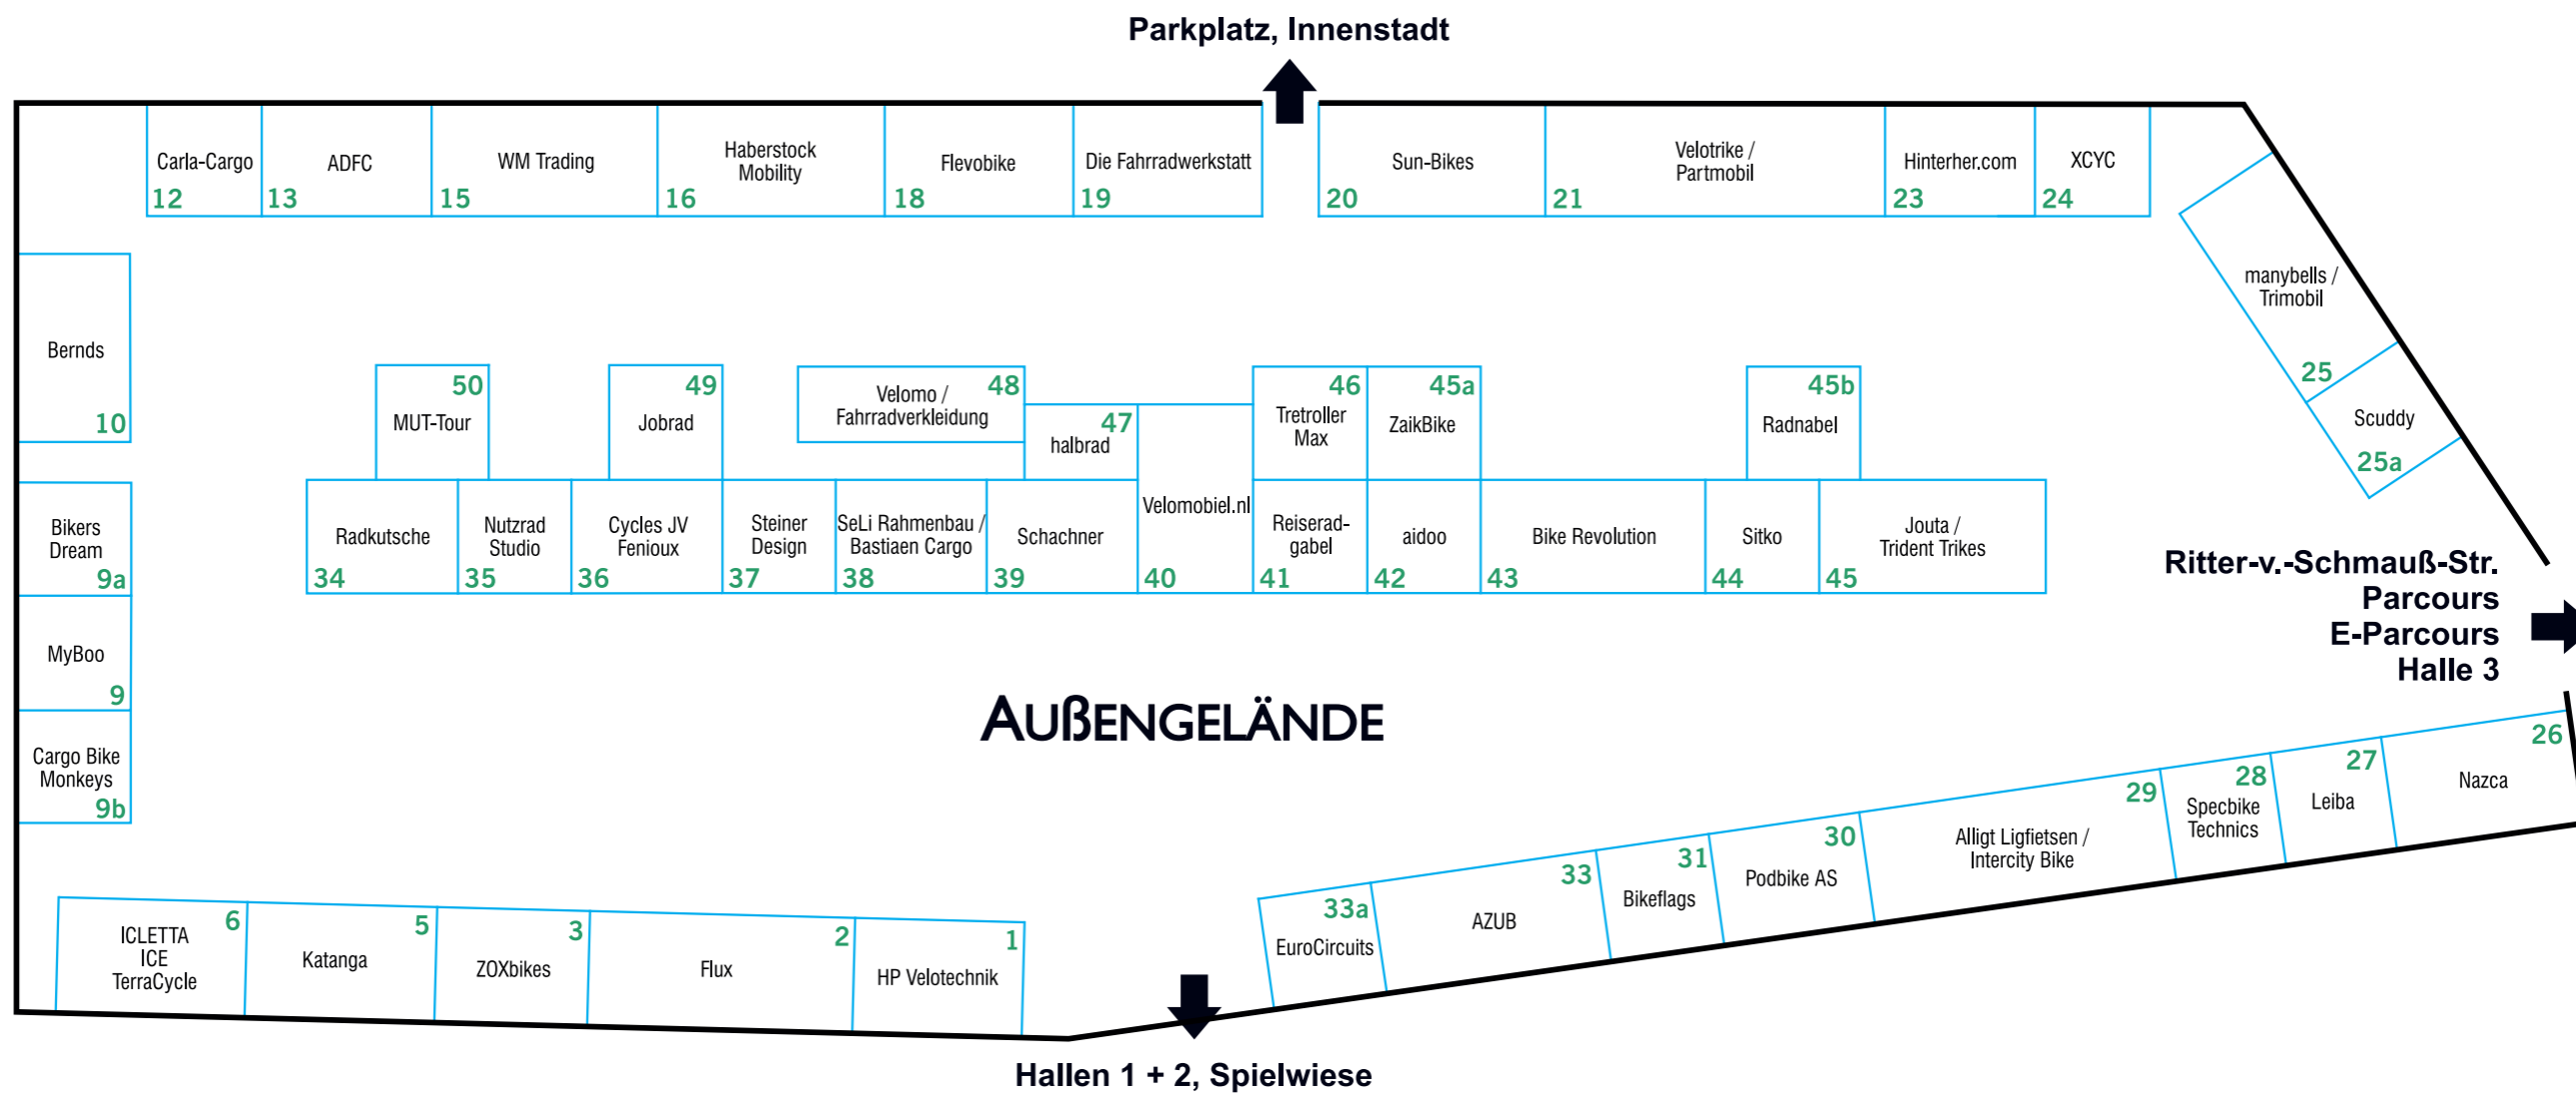 Parkplatz, Innenstadt
Carla-Cargo
12
ADFC
13
WM Trading
15
Haberstock
Mobility
16
Flevobike
18
Die Fahrradwerkstatt
19
Sun-Bikes
20
Velotrike /
Partmobil
21
Hinterher.com
23
XCYC
24
manybells /
Trimobil
25
Scuddy
25a
Bernds
10
Bikers
Dream
9a
MyBoo
9
Cargo Bike
Monkeys
9b
50
MUT-Tour
49
Jobrad
48
Velomo /
Fahrradverkleidung
47
halbrad
46
Tretroller
Max
45a
ZaikBike
45b
Radnabel
Radkutsche
34
Nutzrad
Studio
35
Cycles JV
Fenioux
36
Steiner
Design
37
SeLi Rahmenbau /
Bastiaen Cargo
38
Schachner
39
Velomobiel.nl
40
Reiserad-
gabel
41
aidoo
42
Bike Revolution
43
Sitko
44
Jouta /
Trident Trikes
45
Ritter-v.-Schmauß-Str.
Parcours
E-Parcours
Halle 3
AUßENGELÄNDE
6
ICLETTA
ICE
TerraCycle
5
Katanga
3
ZOXbikes
2
Flux
1
HP Velotechnik
33a
EuroCircuits
33
AZUB
31
Bikeflags
30
Podbike AS
29
Alligt Ligfietsen /
Intercity Bike
28
Specbike
Technics
27
Leiba
26
Nazca
Hallen 1 + 2, Spielwiese